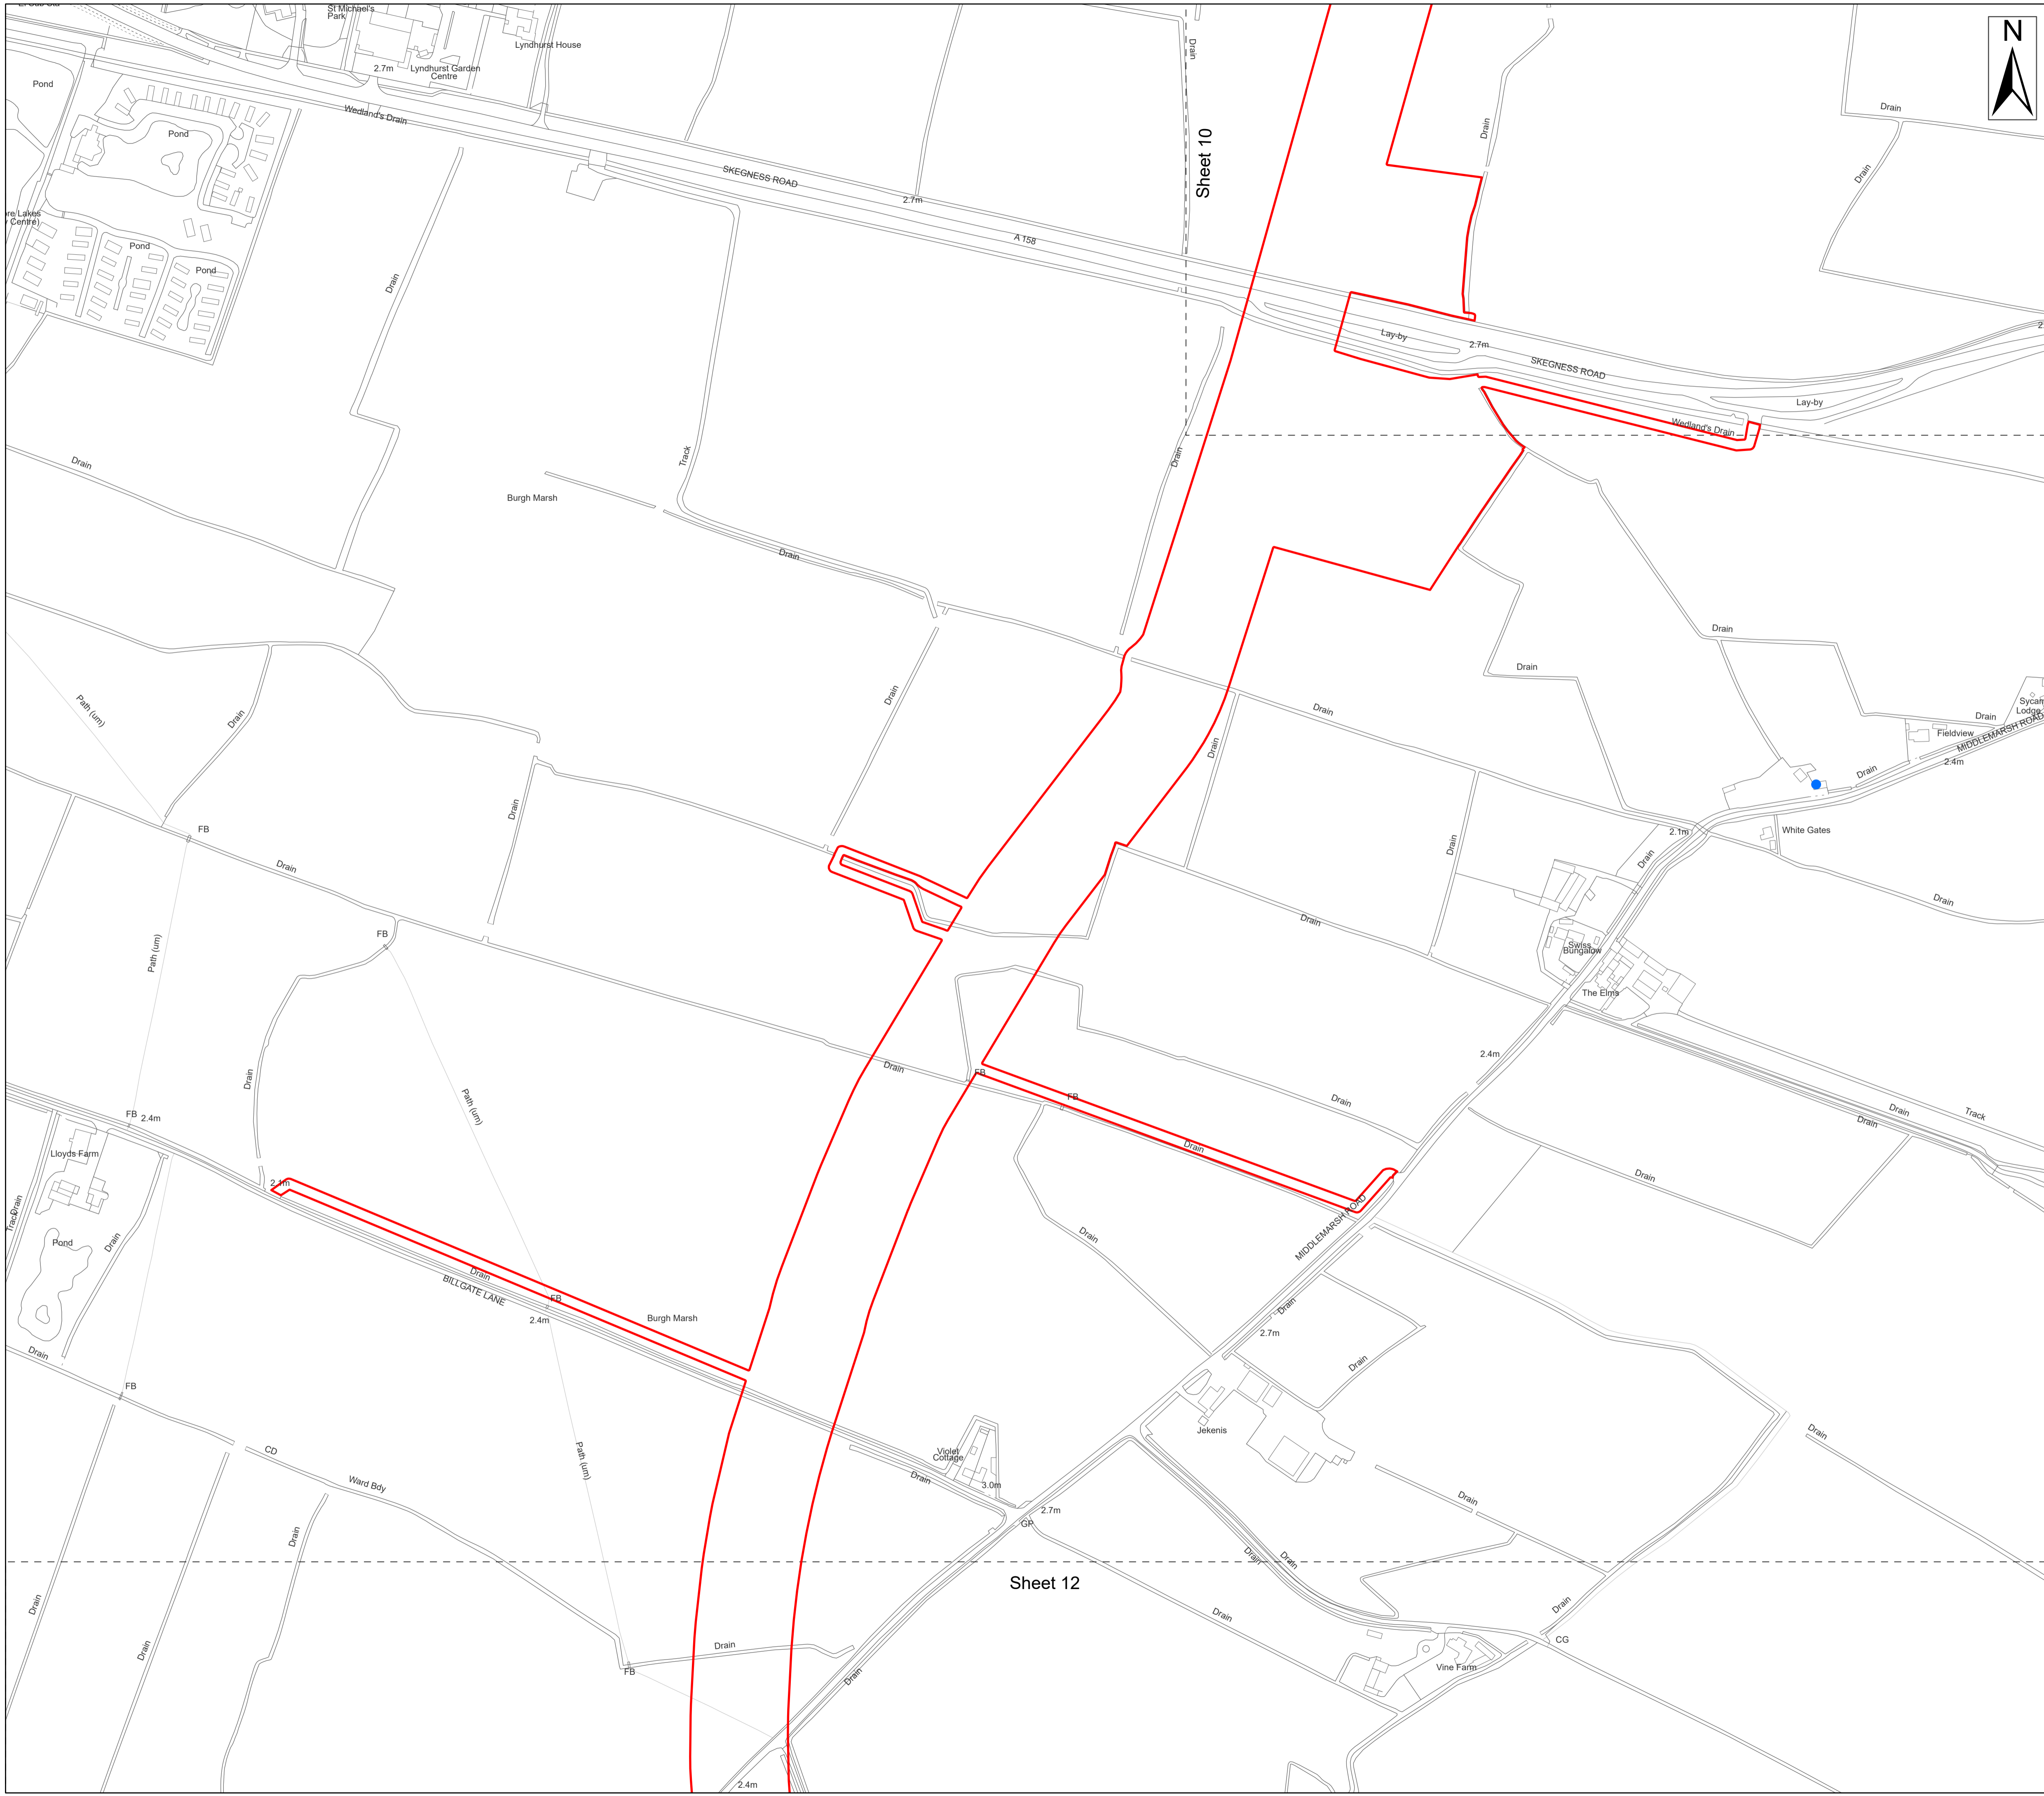 St Michael's
Park
Lyndhurst House
Pond
2.7m
Lyndhurst Garden
Centre
Drain
N
Wedland's Drain
Pond
Drain
Drain
Sheet 10
SKEGNESS ROAD
2.7m
Drain
Pond
A 158
Pond
Drain
Lay-by
2.7m
SKEGNESS ROAD
Lay-by
Wedland's Drain
Drain
Track
Drain
Burgh Marsh
Drain
Drain
Drain
Path (um)
Drain
Drain
Drain
Drain
Drain
Lodge
Fieldview
MIDDLEMARSH ROAD
2.4m
Drain
Drain
FB
Drain
Drain
2.1m
White Gates
Drain
Drain
Drain
Drain
FB
Path (um)
Swiss
Bungalow
The Elms
2.4m
Drain
FB
Drain
Path (um)
FB
Drain
Drain
Track
Drain
FB
2.4m
Lloyds Farm
Drain
Drain
2.1m
Drain
Track
Pond
Drain
Drain
MIDDLEMARSH ROAD
Drain
BILLGATE LANE
FB
2.4m
Burgh Marsh
Drain
2.7m
Drain
Drain
FB
Jekenis
Drain
CD
Violet
Cottage
Path (um)
Drain
Ward Bdy
3.0m
Drain
2.7m
GP
Drain
Drain
Drain
Sheet 12
Drain
Drain
Drain
Drain
Drain
CG
FB
Drain
Vine Farm
2.4m